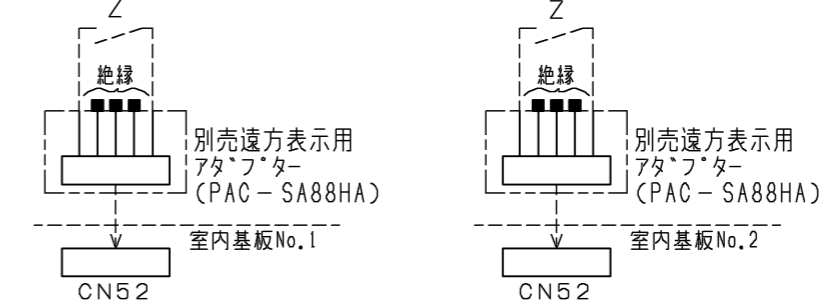 Z
絶縁
別売遠方表示用
アダプター
(PAC－SA88HA)
室内基板No.1
CN52
Z
絶縁
別売遠方表示用
アダプター
(PAC－SA88HA)
室内基板No.2
CN52